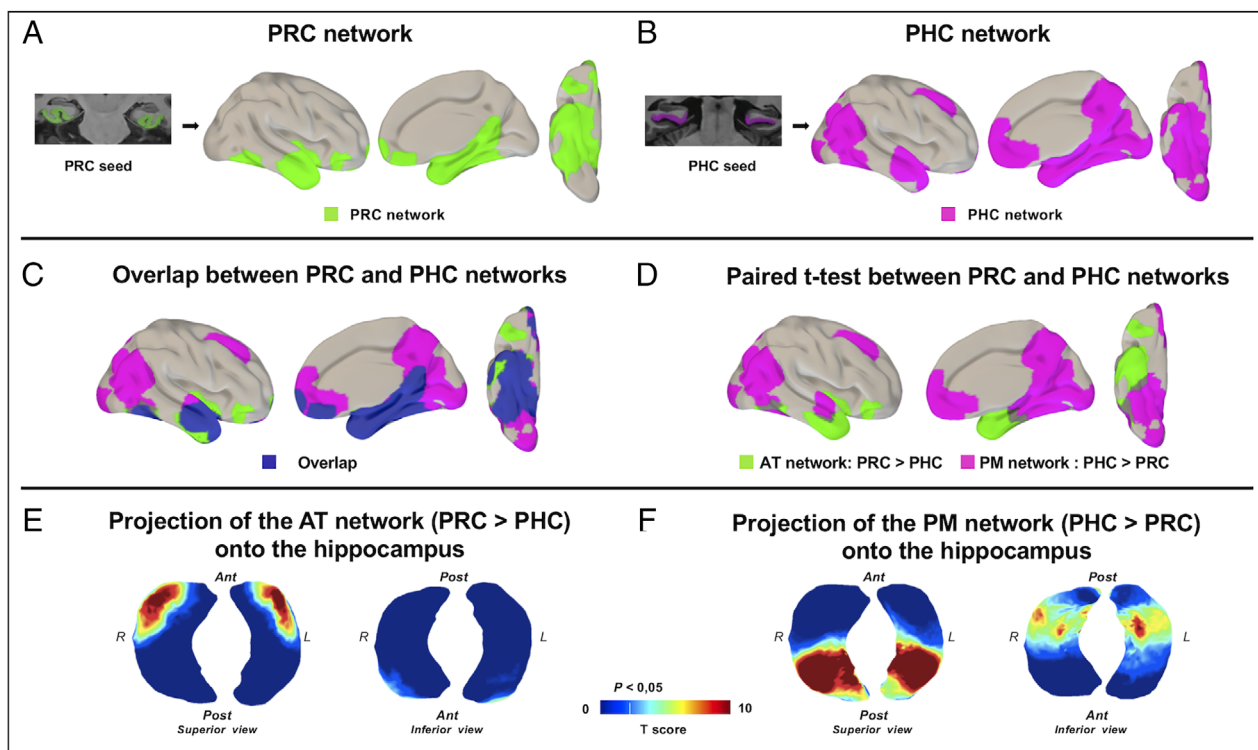 A
PRC network
PRC seed
PRC network
B
PHC network
PHC seed
PHC network
C
Overlap between PRC and PHC networks
Overlap
D
Paired t-test between PRC and PHC networks
AT network: PRC > PHC
PM network : PHC > PRC
E
Projection of the AT network (PRC > PHC)
onto the hippocampus
Ant
R
L
Post
Superior view
Post
R
L
Ant
Inferior view
P < 0,05
0
10
T score
F
Projection of the PM network (PHC > PRC)
onto the hippocampus
Ant
R
L
Post
Superior view
Post
R
L
Ant
Inferior view